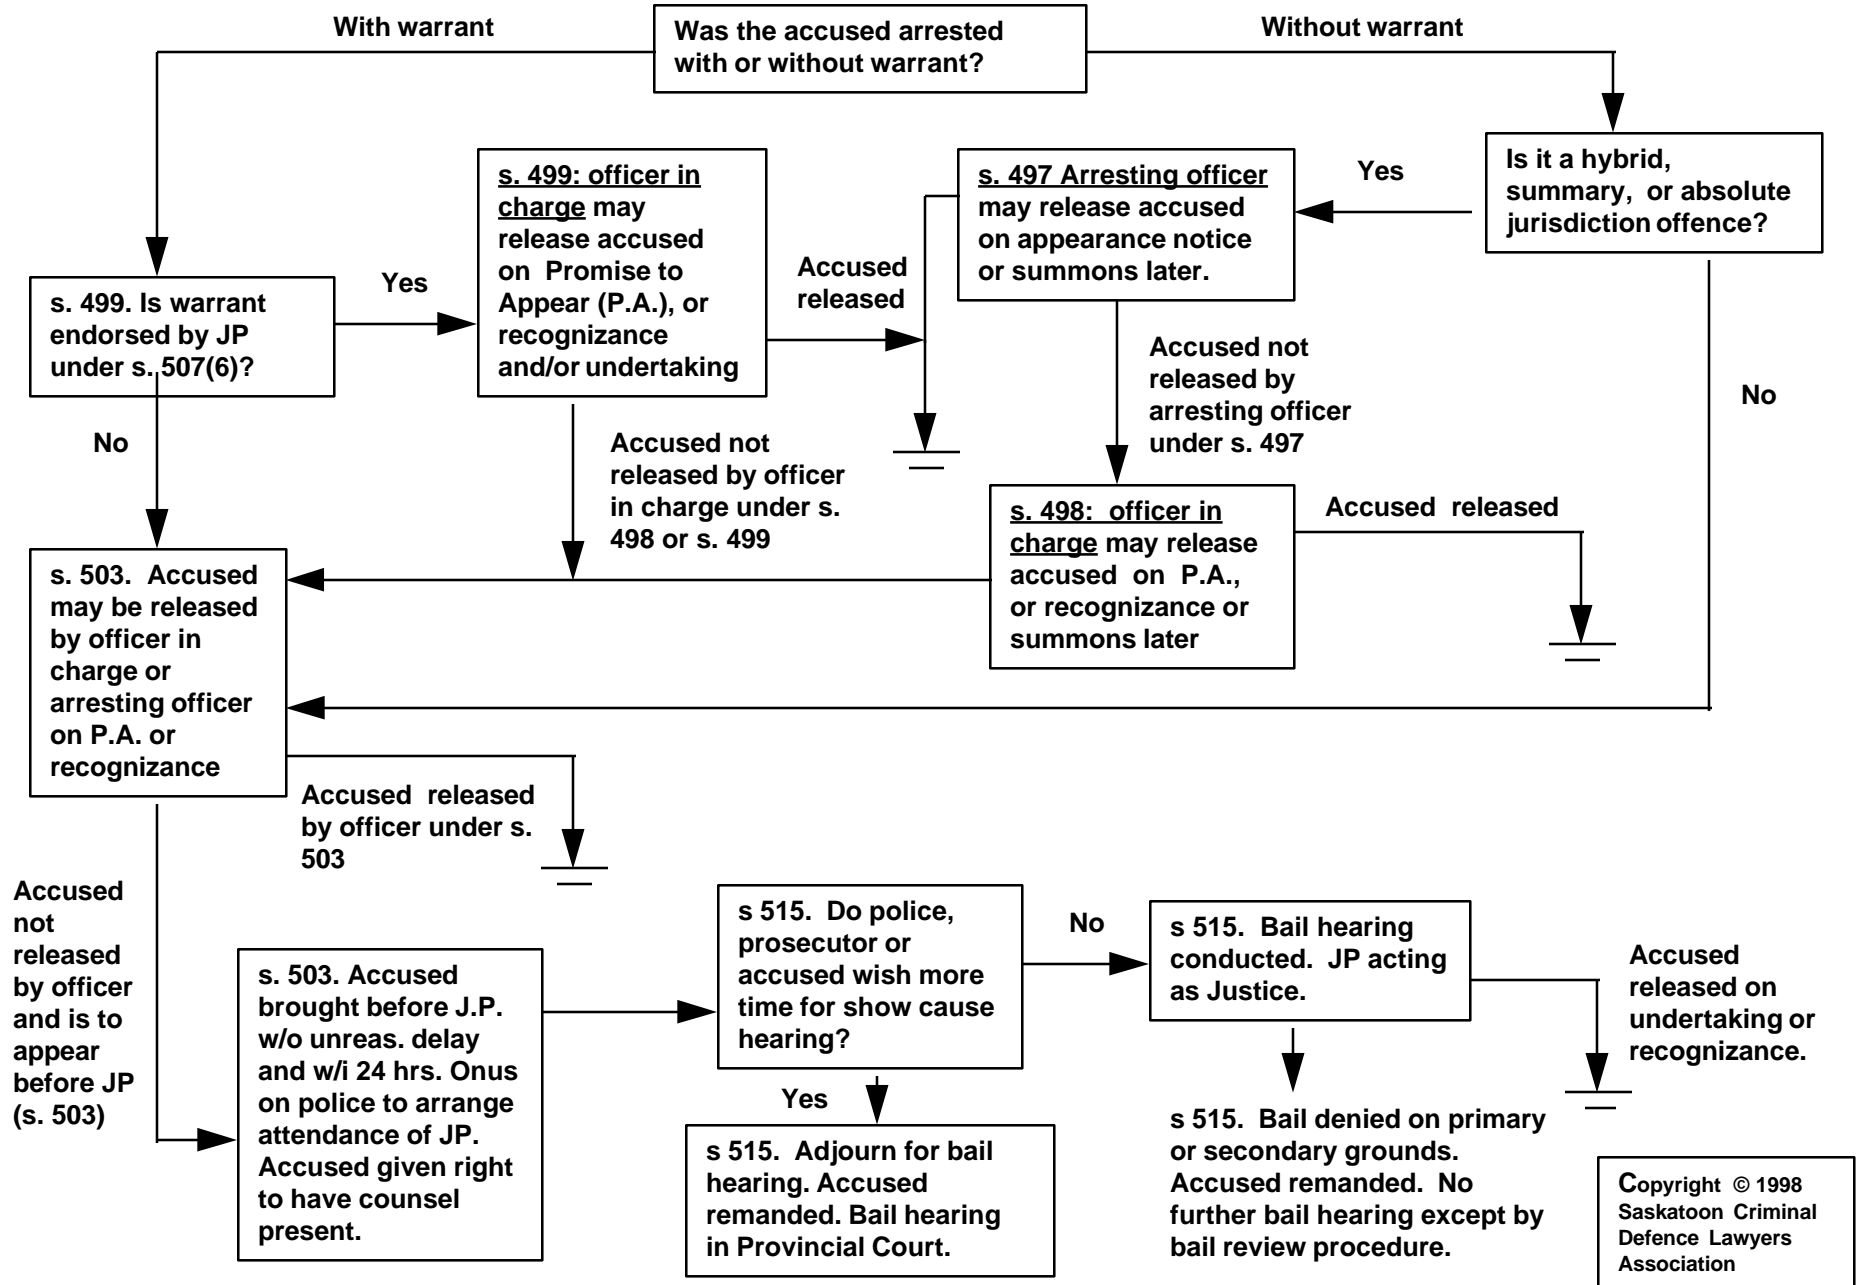 With warrant
Was the accused arrested
with or without warrant?
Without warrant
Is it a hybrid,
summary, or absolute
jurisdiction offence?
Yes
s. 497 Arresting officer
may release accused
on appearance notice
or summons later.
s. 499: officer in
charge may
release accused
on Promise to
Appear (P.A.), or
recognizance
and/or undertaking
Accused
released
Yes
s. 499. Is warrant
endorsed by JP
under s. 507(6)?
No
Accused not
released by officer
in charge under s.
498 or s. 499
Accused not
released by
arresting officer
under s. 497
No
s. 498: officer in
charge may release
accused on P.A.,
or recognizance or
summons later
Accused released
s. 503. Accused
may be released
by officer in
charge or
arresting officer
on P.A. or
recognizance
Accused released
by officer under s.
503
Accused
not
released
by officer
and is to
appear
before JP
(s. 503)
s. 503. Accused
brought before J.P.
w/o unreas. delay
and w/i 24 hrs. Onus
on police to arrange
attendance of JP.
Accused given right
to have counsel
present.
s 515. Do police,
prosecutor or
accused wish more
time for show cause
hearing?
No
s 515. Bail hearing
conducted. JP acting
as Justice.
Accused
released on
undertaking or
recognizance.
Yes
s 515. Adjourn for bail
hearing. Accused
remanded. Bail hearing
in Provincial Court.
s 515. Bail denied on primary
or secondary grounds.
Accused remanded. No
further bail hearing except by
bail review procedure.
Copyright © 1998
Saskatoon Criminal
Defence Lawyers
Association